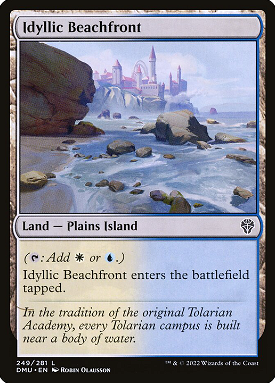 Idyllic Beachfront
Land — Plains Island
( : Add or .)
Idyllic Beachfront enters the battlefield
tapped.
In the tradition of the original Tolarian
Academy, every Tolarian campus is built
near a body of water.
249/281 L
DMU • EN Robin Olausson
™ & © 2022 Wizards of the Coast